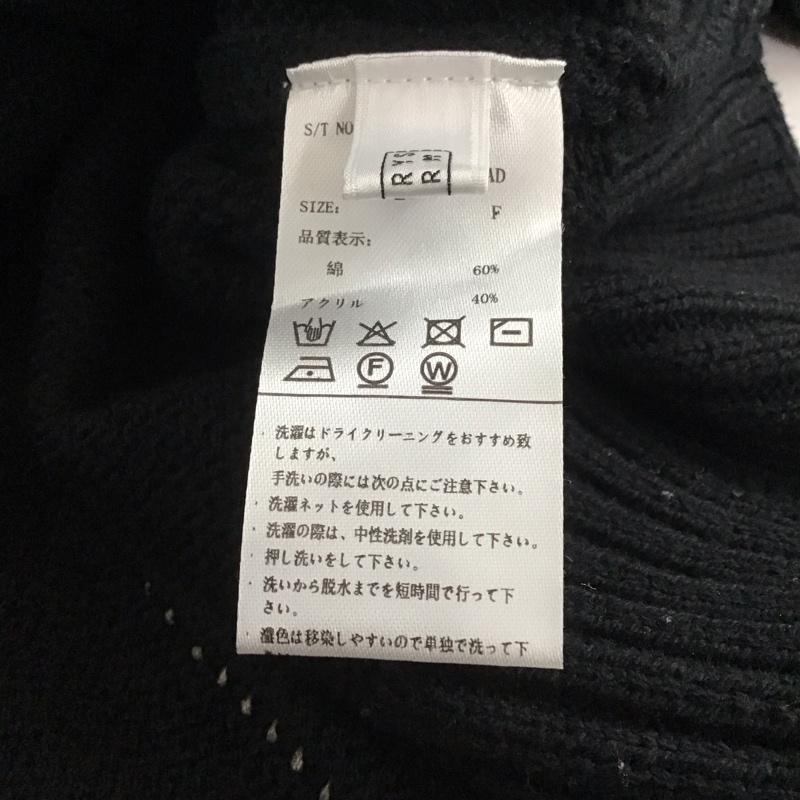 S/T NO
AD
SIZE: F
品質表示:
綿 60%
アクリル 40%
F W
・洗濯はドライクリーニングをおすすめ致
しますが、
手洗いの際には次の点にご注意下さい。
・洗濯ネットを使用して下さい。
・洗濯の際は、中性洗剤を使用して下さい。
・押し洗いをして下さい。
・洗いから脱水までを短時間で行って下
さい。
・濃色は移染しやすいので単独で洗って下